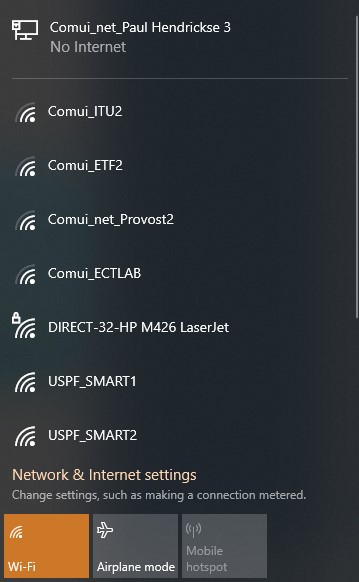 Comui_net_Paul Hendrickse 3
No Internet
Comui_ITU2
Comui_ETF2
Comui_net_Provost2
Comui_ECTLAB
DIRECT-32-HP M426 LaserJet
USPF_SMART1
USPF_SMART2
Network & Internet settings
Change settings, such as making a connection metered.
Wi-Fi
Airplane mode
Mobile
hotspot